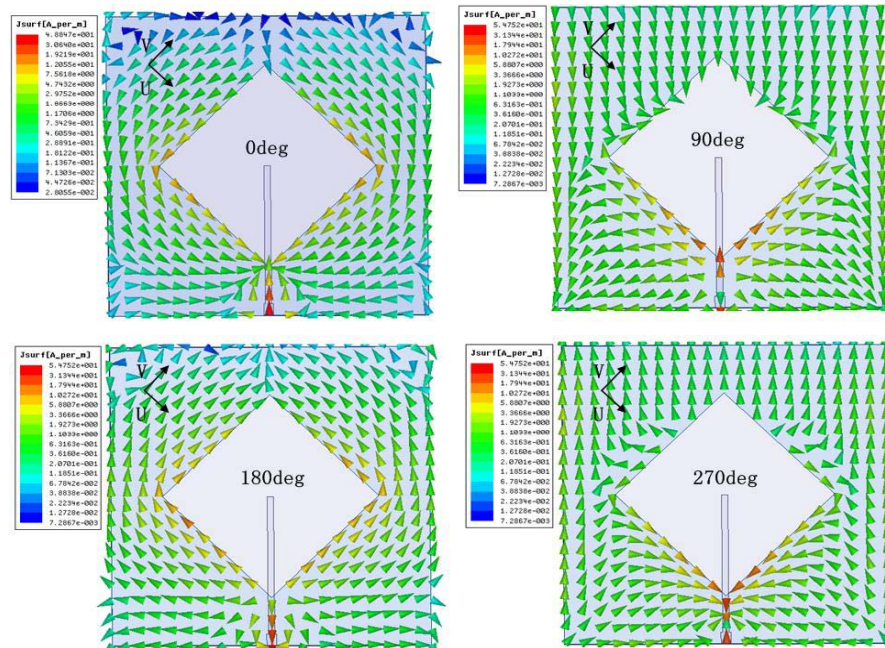 Jsurf[A_per_m]
4.8847e+001
3.0640e+001
1.9219e+001
1.2055e+001
7.5618e+000
4.7432e+000
2.9752e+000
1.8663e+000
1.1706e+000
7.3429e-001
4.6059e-001
2.8891e-001
1.8122e-001
1.1367e-001
7.1303e-002
4.4726e-002
2.8055e-002
V
U
0deg
Jsurf[A_per_m]
5.4752e+001
3.1344e+001
1.7944e+001
1.0272e+001
5.8807e+000
3.3666e+000
1.9273e+000
1.1033e+000
6.3163e-001
3.6160e-001
2.0701e-001
1.1851e-001
6.7842e-002
3.8838e-002
2.2234e-002
1.2728e-002
7.2867e-003
V
U
90deg
Jsurf[A_per_m]
5.4752e+001
3.1344e+001
1.7944e+001
1.0272e+001
5.8807e+000
3.3666e+000
1.9273e+000
1.1033e+000
6.3163e-001
3.6160e-001
2.0701e-001
1.1851e-001
6.7842e-002
3.8838e-002
2.2234e-002
1.2728e-002
7.2867e-003
V
U
180deg
Jsurf[A_per_m]
5.4752e+001
3.1344e+001
1.7944e+001
1.0272e+001
5.8807e+000
3.3666e+000
1.9273e+000
1.1033e+000
6.3163e-001
3.6160e-001
2.0701e-001
1.1851e-001
6.7842e-002
3.8838e-002
2.2234e-002
1.2728e-002
7.2867e-003
V
U
270deg